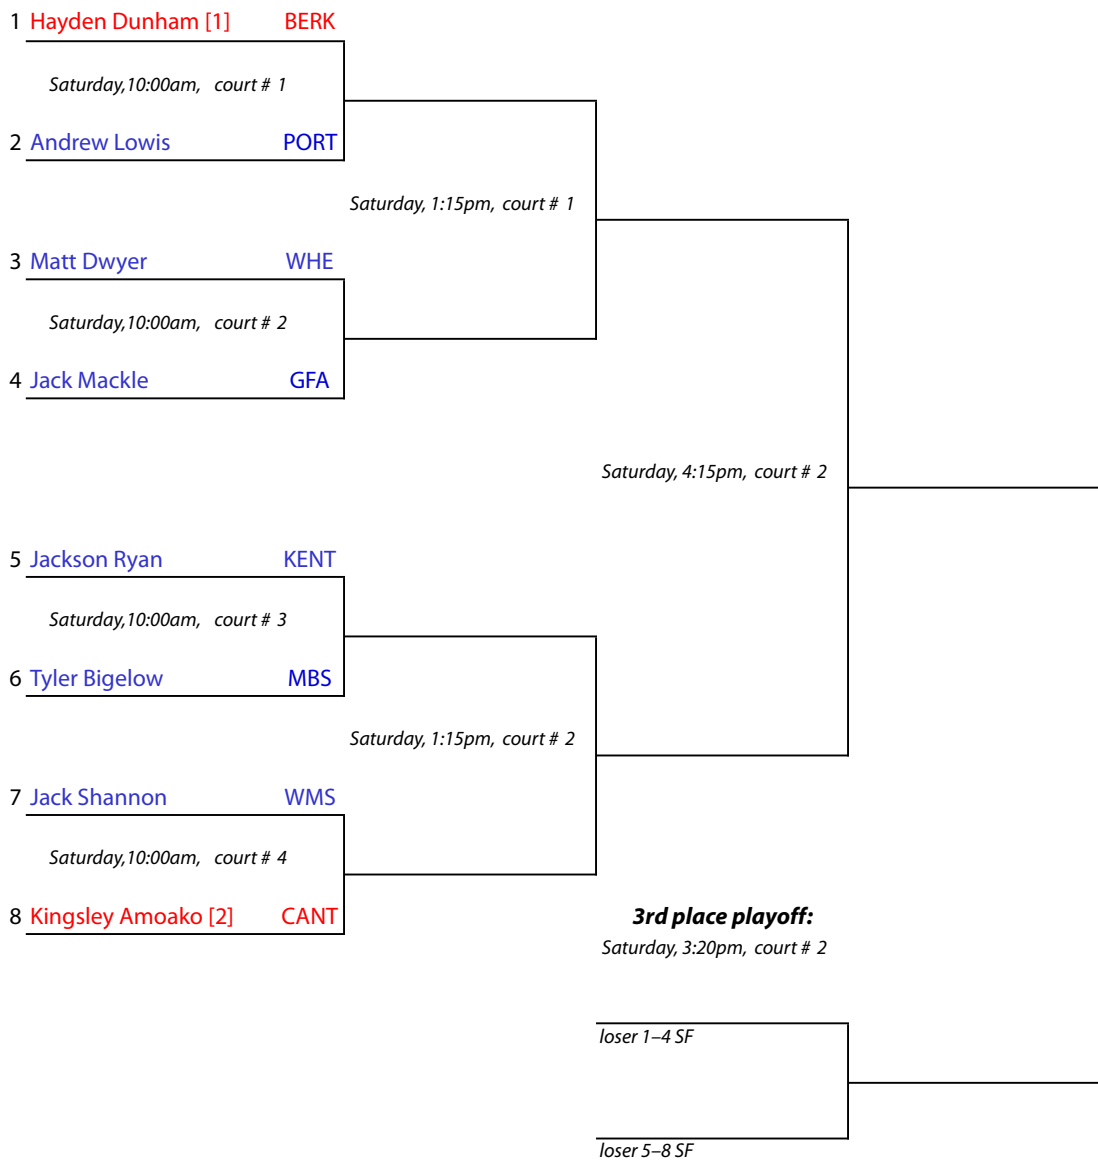 1 Hayden Dunham [1] BERK
Saturday,10:00am, court # 1
2 Andrew Lowis PORT
Saturday, 1:15pm, court # 1
3 Matt Dwyer WHE
Saturday,10:00am, court # 2
4 Jack Mackle GFA
Saturday, 4:15pm, court # 2
5 Jackson Ryan KENT
Saturday,10:00am, court # 3
6 Tyler Bigelow MBS
Saturday, 1:15pm, court # 2
7 Jack Shannon WMS
Saturday,10:00am, court # 4
8 Kingsley Amoako [2] CANT
3rd place playoff:
Saturday, 3:20pm, court # 2
loser 1–4 SF
loser 5–8 SF